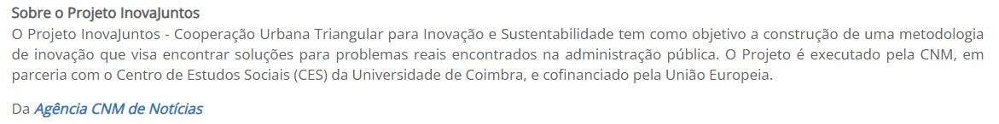 Sobre o Projeto InovaJuntos
O Projeto InovaJuntos - Cooperação Urbana Triangular para Inovação e Sustentabilidade tem como objetivo a construção de uma metodologia
de inovação que visa encontrar soluções para problemas reais encontrados na administração pública. O Projeto é executado pela CNM, em
parceria com o Centro de Estudos Sociais (CES) da Universidade de Coimbra, e cofinanciado pela União Europeia.
Da Agência CNM de Notícias